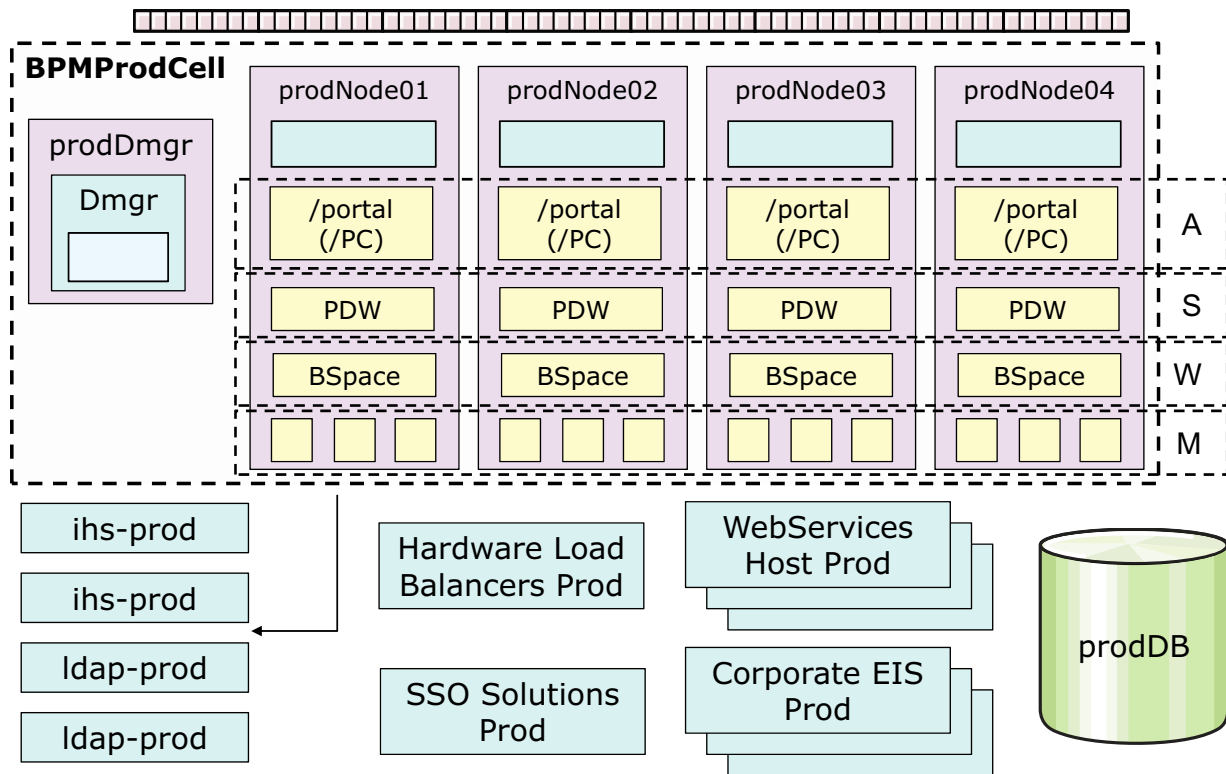 BPMProdCell
prodNode01
prodNode02
prodNode03
prodNode04
prodDmgr
Dmgr
/portal
(/PC)
/portal
(/PC)
/portal
(/PC)
/portal
(/PC)
A
PDW
PDW
PDW
PDW
S
BSpace
BSpace
BSpace
BSpace
W
M
ihs-prod
ihs-prod
ldap-prod
ldap-prod
Hardware Load
Balancers Prod
SSO Solutions
Prod
WebServices
Host Prod
Corporate EIS
Prod
prodDB